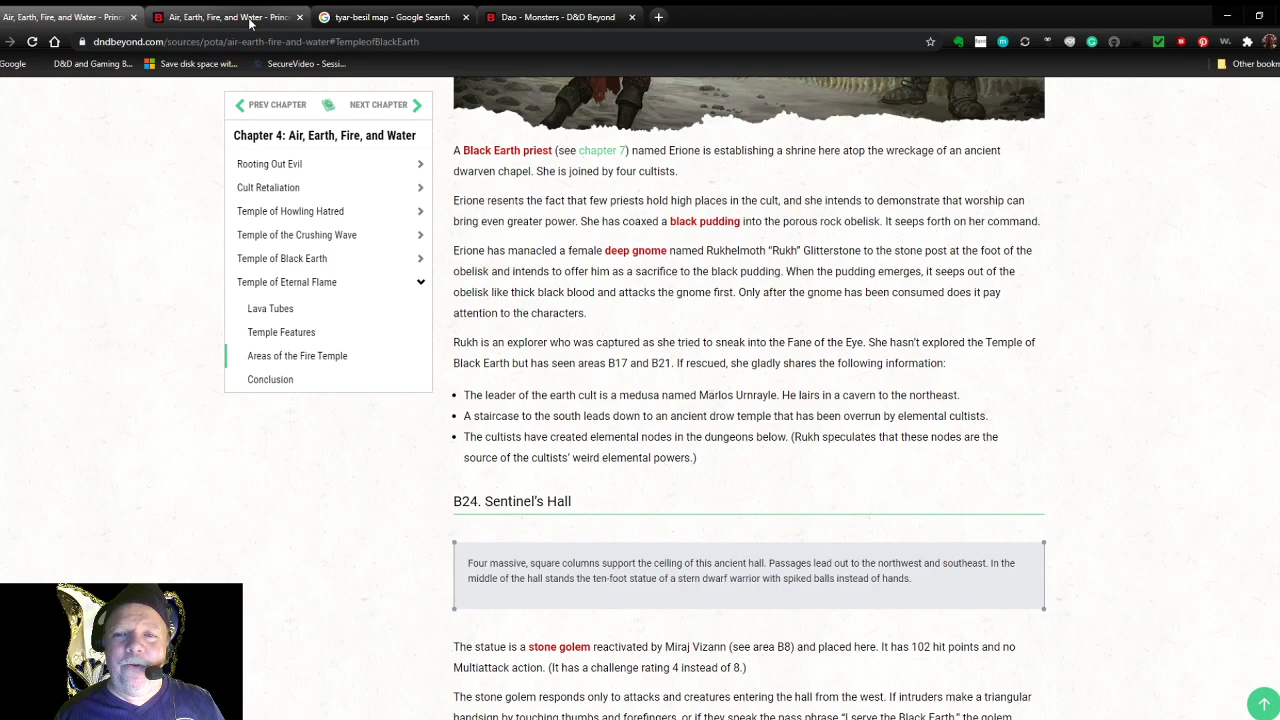 Air, Earth, Fire, and Water - Princ
Air, Earth, Fire, and Water - Princ
tyar-besil map - Google Search
Dao - Monsters - D&D Beyond
dndbeyond.com/sources/pota/air-earth-fire-and-water#TempleofBlackEarth
Google
D&D and Gaming B...
Save disk space wit...
SecureVideo - Sessi...
Other bookm
PREV CHAPTER
NEXT CHAPTER
Chapter 4: Air, Earth, Fire, and Water
Rooting Out Evil
Cult Retaliation
Temple of Howling Hatred
Temple of the Crushing Wave
Temple of Black Earth
Temple of Eternal Flame
Lava Tubes
Temple Features
Areas of the Fire Temple
Conclusion
A Black Earth priest (see chapter 7) named Erione is establishing a shrine here atop the wreckage of an ancient
dwarven chapel. She is joined by four cultists.
Erione resents the fact that few priests hold high places in the cult, and she intends to demonstrate that worship can
bring even greater power. She has coaxed a black pudding into the porous rock obelisk. It seeps forth on her command.
Erione has manacled a female deep gnome named Rukhelmoth “Rukh” Glitterstone to the stone post at the foot of the
obelisk and intends to offer him as a sacrifice to the black pudding. When the pudding emerges, it seeps out of the
obelisk like thick black blood and attacks the gnome first. Only after the gnome has been consumed does it pay
attention to the characters.
Rukh is an explorer who was captured as she tried to sneak into the Fane of the Eye. She hasn’t explored the Temple of
Black Earth but has seen areas B17 and B21. If rescued, she gladly shares the following information:
• The leader of the earth cult is a medusa named Marlos Urnrayle. He lairs in a cavern to the northeast.
• A staircase to the south leads down to an ancient drow temple that has been overrun by elemental cultists.
• The cultists have created elemental nodes in the dungeons below. (Rukh speculates that these nodes are the
source of the cultists’ weird elemental powers.)
B24. Sentinel’s Hall
Four massive, square columns support the ceiling of this ancient hall. Passages lead out to the northwest and southeast. In the
middle of the hall stands the ten-foot statue of a stern dwarf warrior with spiked balls instead of hands.
The statue is a stone golem reactivated by Miraj Vizann (see area B8) and placed here. It has 102 hit points and no
Multiattack action. (It has a challenge rating 4 instead of 8.)
The stone golem responds only to attacks and creatures entering the hall from the west. If intruders make a triangular
handsign by touching thumbs and forefingers, or if they speak the pass phrase “I serve the Black Earth,” the golem